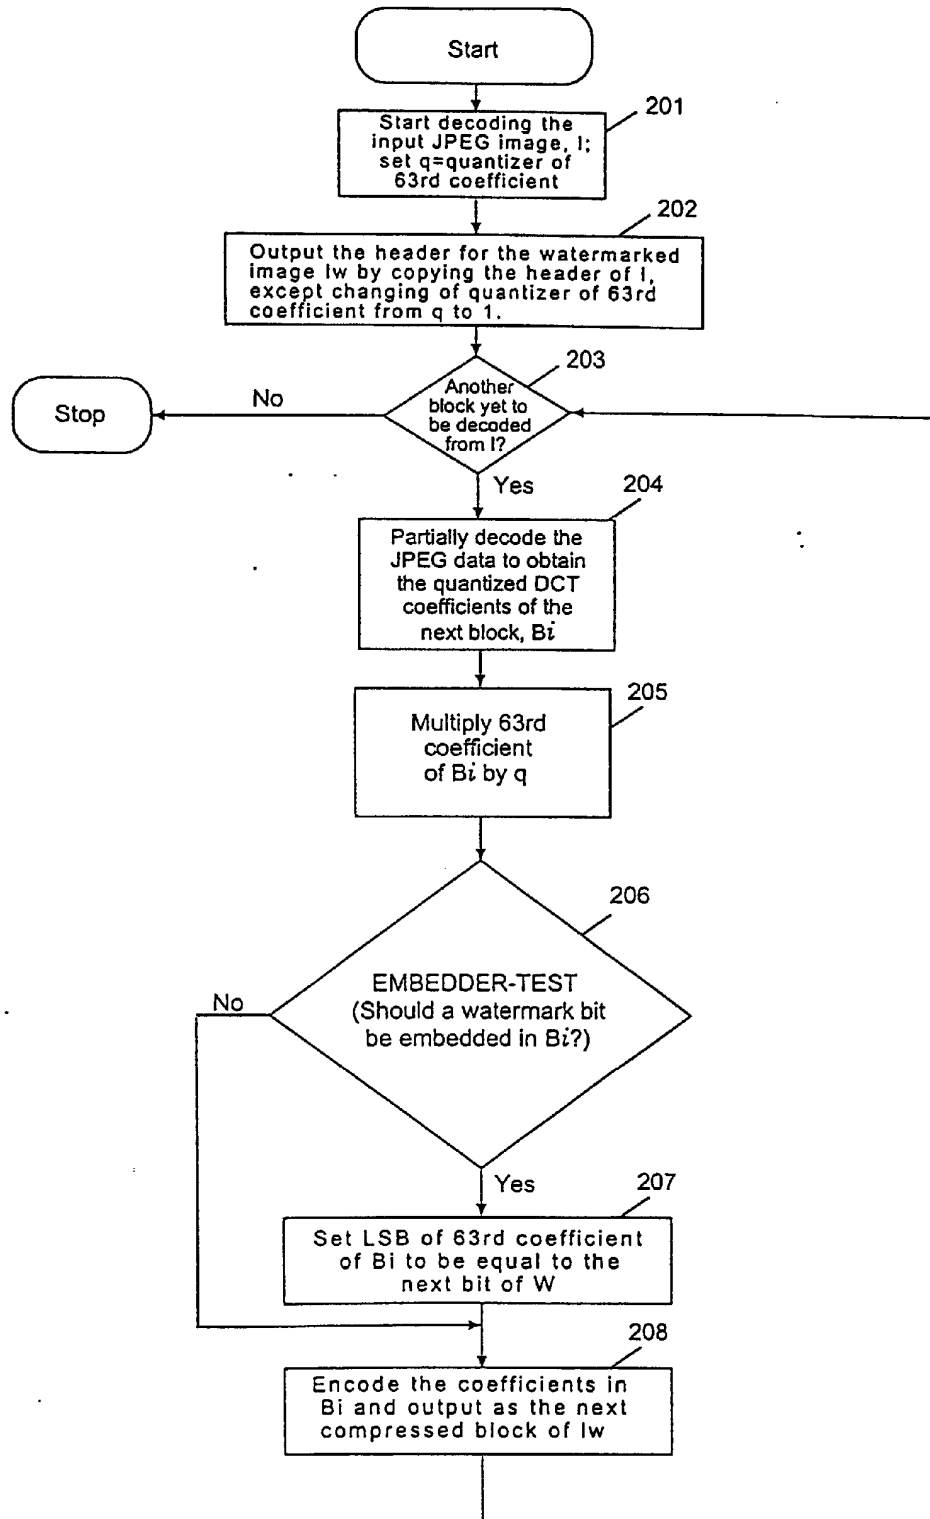 Start
201
Start decoding the
input JPEG image, I;
set q=quantizer of
63rd coefficient
202
Output the header for the watermarked
image Iw by copying the header of I,
except changing of quantizer of 63rd
coefficient from q to 1.
203
Another
block yet to
be decoded
from I?
No
Stop
Yes
204
Partially decode the
JPEG data to obtain
the quantized DCT
coefficients of the
next block, Bi
205
Multiply 63rd
coefficient
of Bi by q
206
EMBEDDER-TEST
(Should a watermark bit
be embedded in Bi?)
No
Yes
207
Set LSB of 63rd coefficient
of Bi to be equal to the
next bit of W
208
Encode the coefficients in
Bi and output as the next
compressed block of Iw